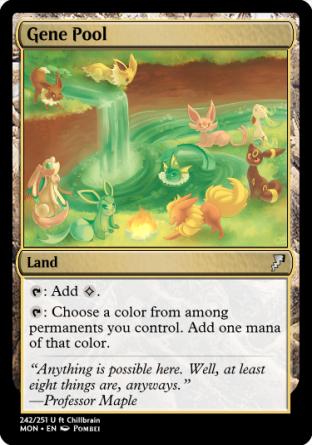 Gene Pool
Land
: Add .
: Choose a color from among
permanents you control. Add one mana
of that color.
“Anything is possible here. Well, at least
eight things are, anyways.”
—Professor Maple
242/251 U ft Chillbrain
MON • EN Pombei